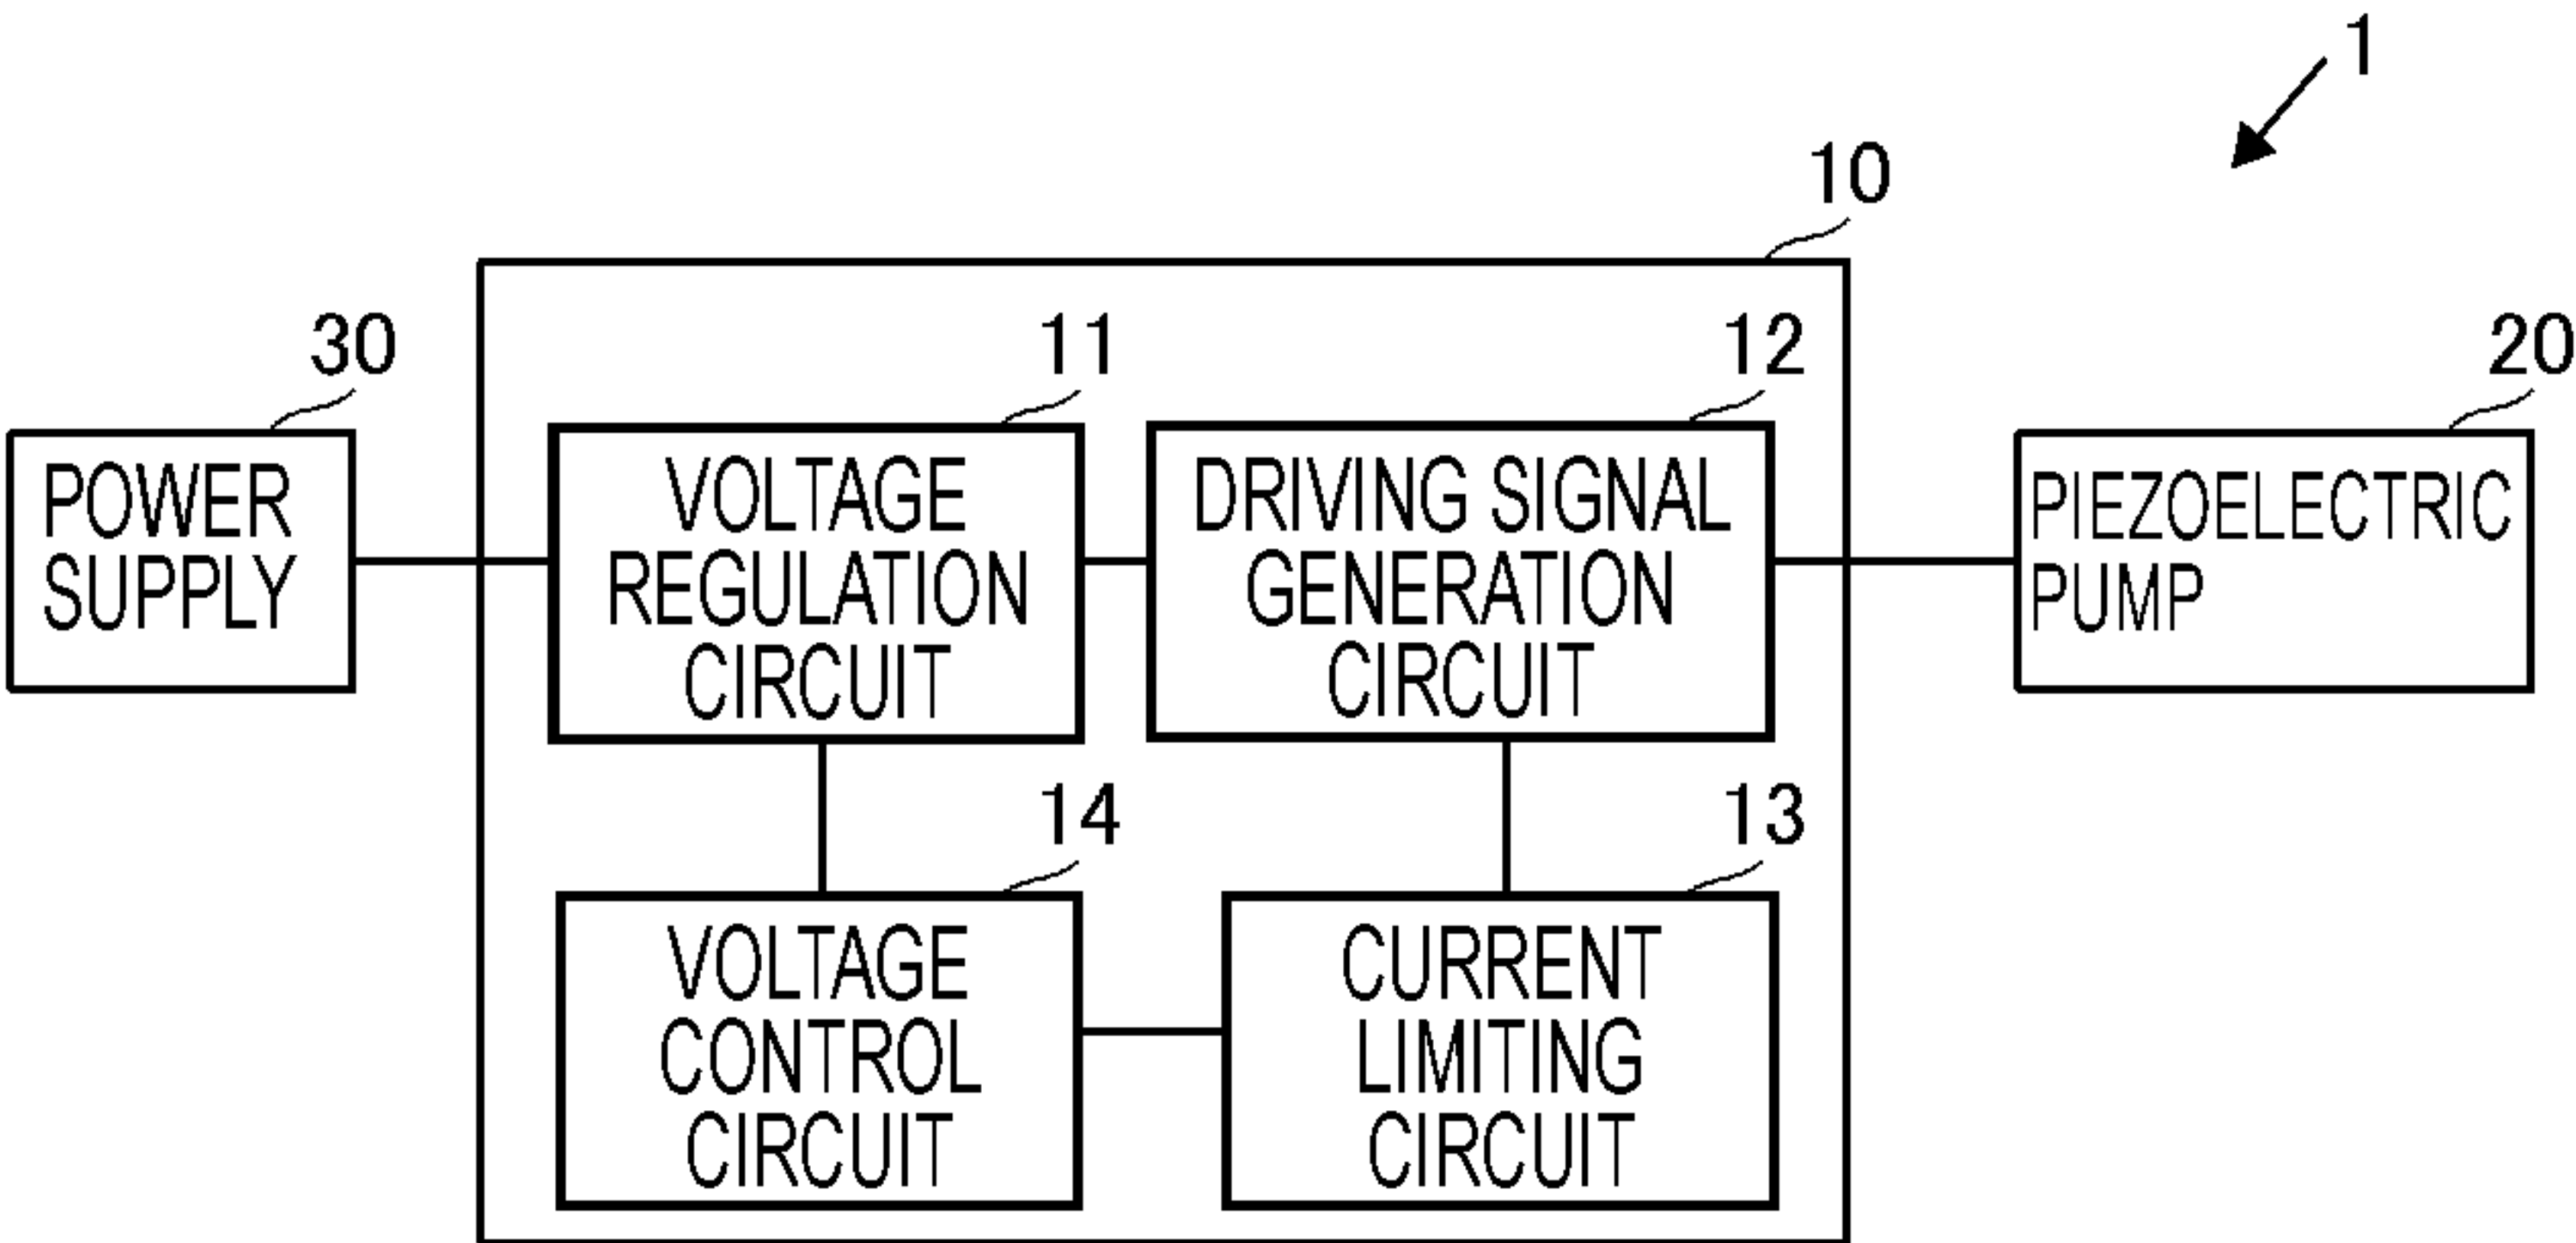 1
10
30
11
12
20
POWER
SUPPLY
VOLTAGE
REGULATION
CIRCUIT
DRIVING SIGNAL
GENERATION
CIRCUIT
PIEZOELECTRIC
PUMP
14
13
VOLTAGE
CONTROL
CIRCUIT
CURRENT
LIMITING
CIRCUIT